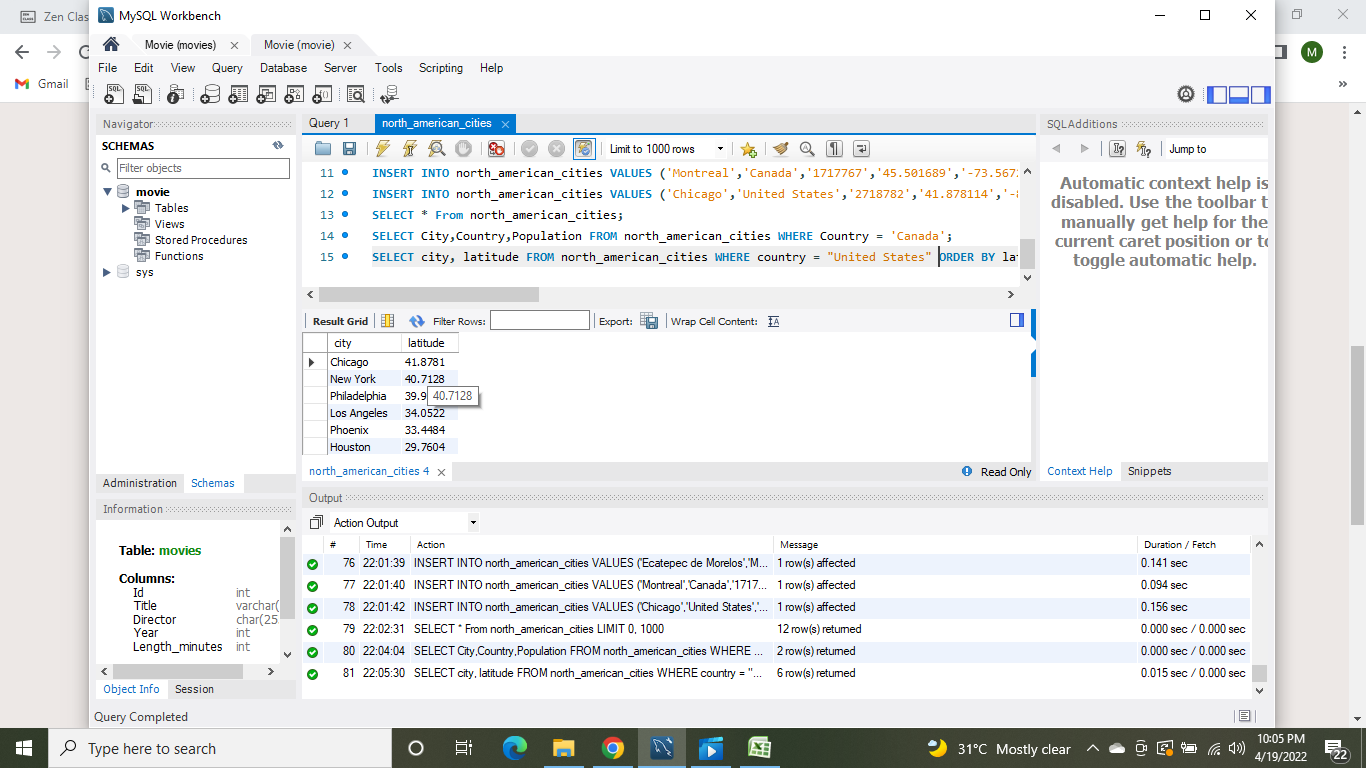 Zen Clas
MySQL Workbench
Movie (movies)
Movie (movie)
M
File Edit View Query Database Server Tools Scripting Help
Gmail
Navigator
Query 1
north_american_cities
SQLAdditions
SCHEMAS
Filter objects
Limit to 1000 rows
Jump to
movie
Tables
Views
Stored Procedures
Functions
sys
11 INSERT INTO north_american_cities VALUES ('Montreal','Canada','1717767','45.501689','-73.567
12 INSERT INTO north_american_cities VALUES ('Chicago','United States','2718782','41.878114','-8
13 SELECT * From north_american_cities;
14 SELECT City,Country,Population FROM north_american_cities WHERE Country = 'Canada';
15 SELECT city, latitude FROM north_american_cities WHERE country = "United States" ORDER BY la
Automatic context help is
disabled. Use the toolbar t
manually get help for the
current caret position or to
toggle automatic help.
Result Grid
Filter Rows:
Export:
Wrap Cell Content:
city latitude
Chicago 41.8781
New York 40.7128
Philadelphia 39.9
40.7128
Los Angeles 34.0522
Phoenix 33.4484
Houston 29.7604
north_american_cities 4
Read Only
Context Help Snippets
Administration Schemas
Information
Table: movies
Columns:
Id int
Title varchar(
Director char(25
Year int
Length_minutes int
Object Info Session
Output
Action Output
# Time Action Message Duration / Fetch
76 22:01:39 INSERT INTO north_american_cities VALUES ('Ecatepec de Morelos','M... 1 row(s) affected 0.141 sec
77 22:01:40 INSERT INTO north_american_cities VALUES ('Montreal','Canada','1717... 1 row(s) affected 0.094 sec
78 22:01:42 INSERT INTO north_american_cities VALUES ('Chicago','United States','... 1 row(s) affected 0.156 sec
79 22:02:31 SELECT * From north_american_cities LIMIT 0, 1000 12 row(s) returned 0.000 sec / 0.000 sec
80 22:04:04 SELECT City,Country,Population FROM north_american_cities WHERE ... 2 row(s) returned 0.000 sec / 0.000 sec
81 22:05:30 SELECT city, latitude FROM north_american_cities WHERE country = "... 6 row(s) returned 0.015 sec / 0.000 sec
Query Completed
Type here to search
31°C Mostly clear
10:05 PM
4/19/2022
22